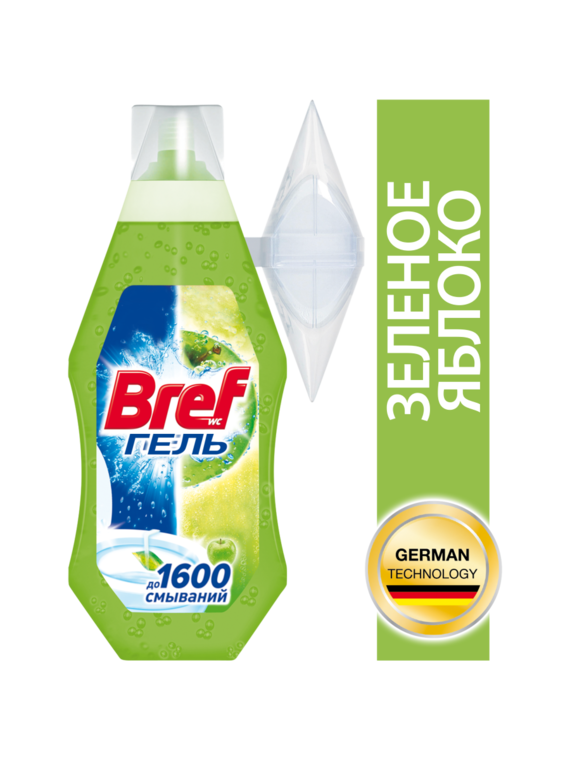 Bref
WC
ГЕЛЬ
до 1600
смываний
ЗЕЛЕНОЕ
ЯБЛОКО
GERMAN
TECHNOLOGY